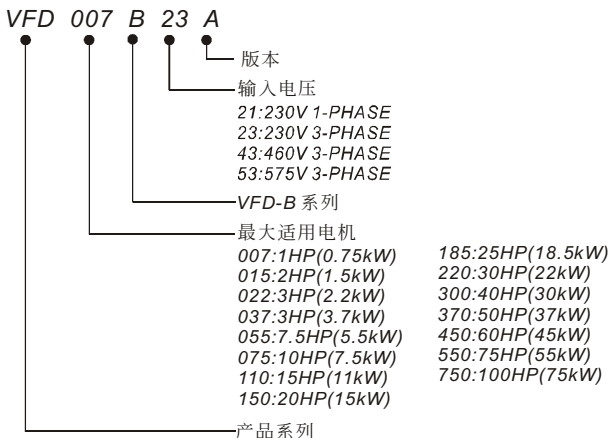 VFD 007 B 23 A
版本
输入电压
21:230V 1-PHASE
23:230V 3-PHASE
43:460V 3-PHASE
53:575V 3-PHASE
VFD-B 系列
最大适用电机
007:1HP(0.75kW)
015:2HP(1.5kW)
022:3HP(2.2kW)
037:3HP(3.7kW)
055:7.5HP(5.5kW)
075:10HP(7.5kW)
110:15HP(11kW)
150:20HP(15kW)
185:25HP(18.5kW)
220:30HP(22kW)
300:40HP(30kW)
370:50HP(37kW)
450:60HP(45kW)
550:75HP(55kW)
750:100HP(75kW)
产品系列